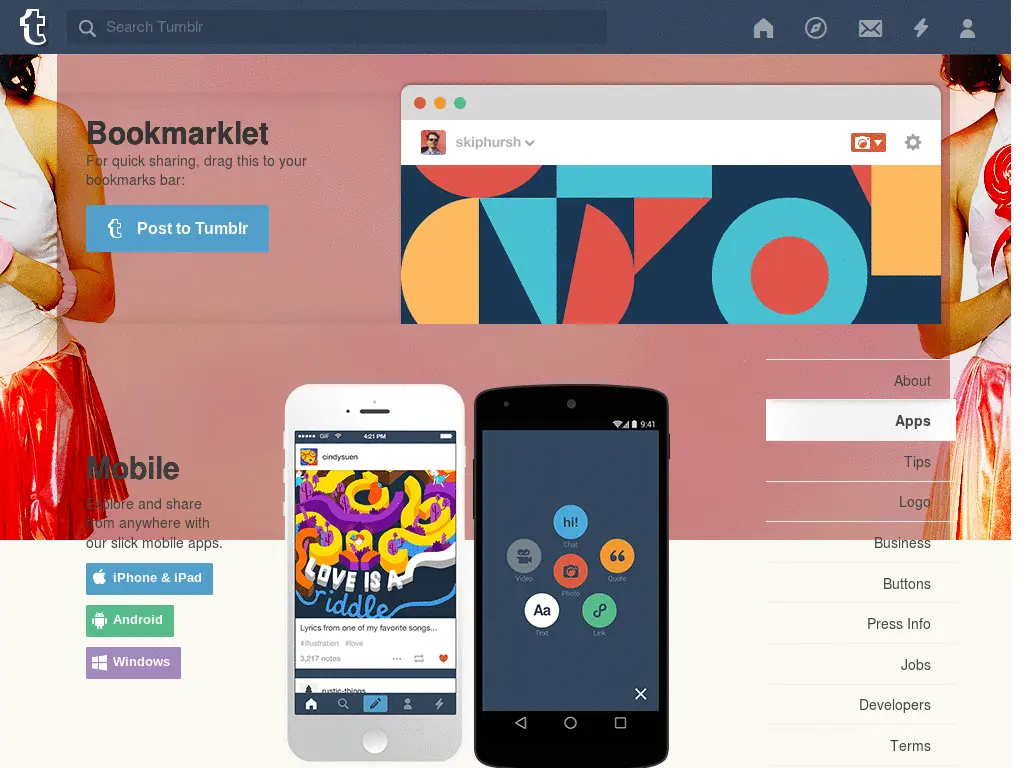 Search Tumblr
Bookmarklet
For quick sharing, drag this to your
bookmarks bar:
Post to Tumblr
skiphursh
About
Apps
Tips
Logo
Business
Buttons
Press Info
Jobs
Developers
Terms
Mobile
Explore and share
from anywhere with
our slick mobile apps.
iPhone & iPad
Android
Windows
GIF
4:21 PM
cindysuen
LOVE IS A
riddle
Lyrics from one of my favorite songs...
#illustration #love
3,217 notes
rustic-things
9:41
hi!
Chat
Video
Quote
Photo
Aa
Text
Link